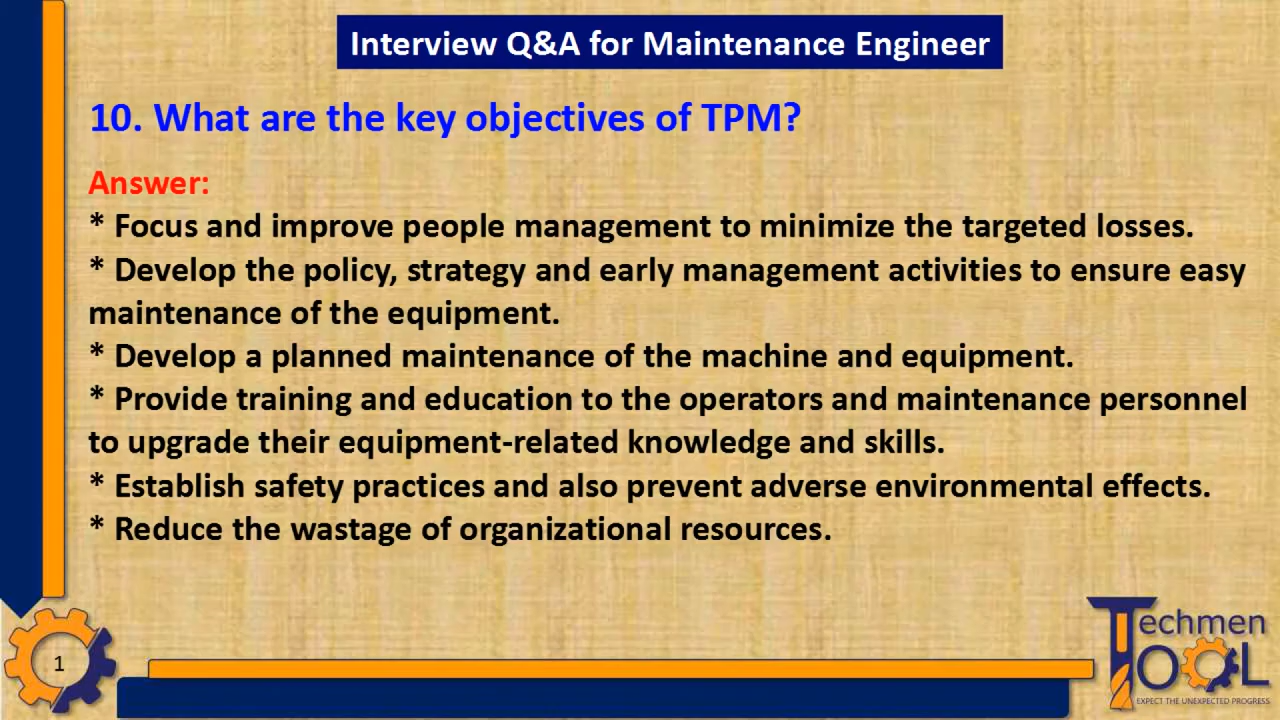 Interview Q&A for Maintenance Engineer
10. What are the key objectives of TPM?
Answer:
* Focus and improve people management to minimize the targeted losses.
* Develop the policy, strategy and early management activities to ensure easy
maintenance of the equipment.
* Develop a planned maintenance of the machine and equipment.
* Provide training and education to the operators and maintenance personnel
to upgrade their equipment-related knowledge and skills.
* Establish safety practices and also prevent adverse environmental effects.
* Reduce the wastage of organizational resources.
1
Techmen
TOOL
EXPECT THE UNEXPECTED PROGRESS